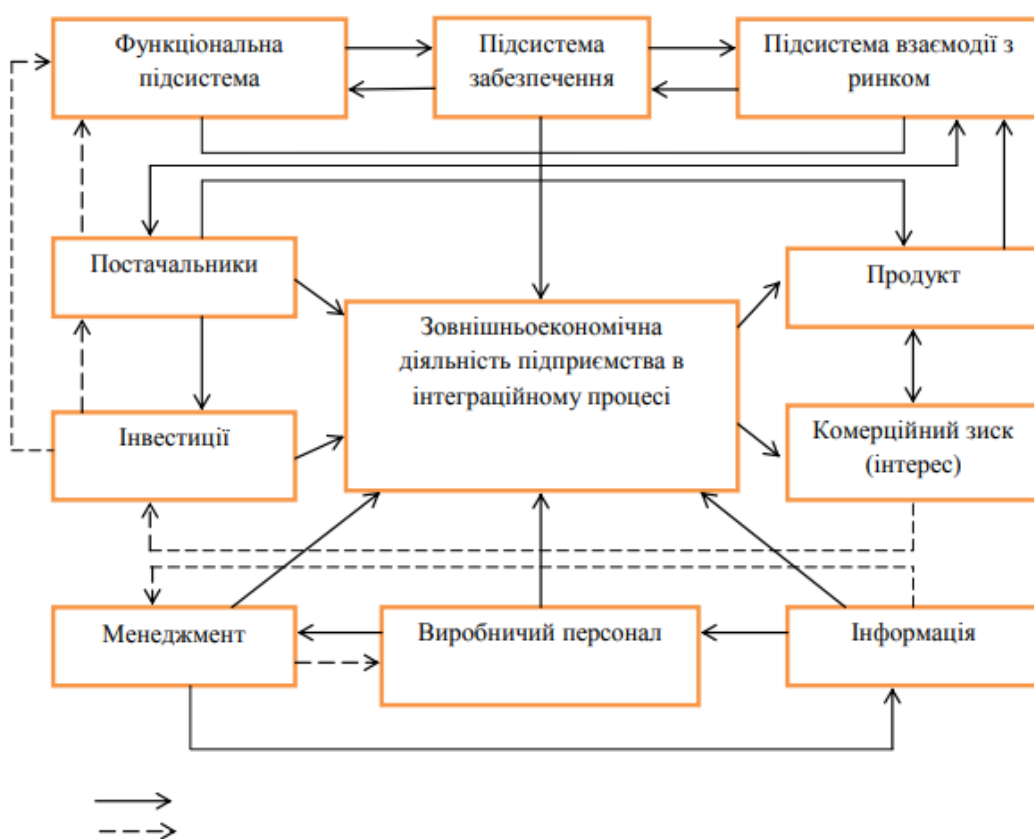 Функціональна
підсистема
Підсистема
забезпечення
Підсистема взаємодії з
ринком
Постачальники
Продукт
Зовнішньоекономічна
діяльність підприємства в
інтеграційному процесі
Інвестиції
Комерційний зиск
(інтерес)
Менеджмент
Виробничий персонал
Інформація